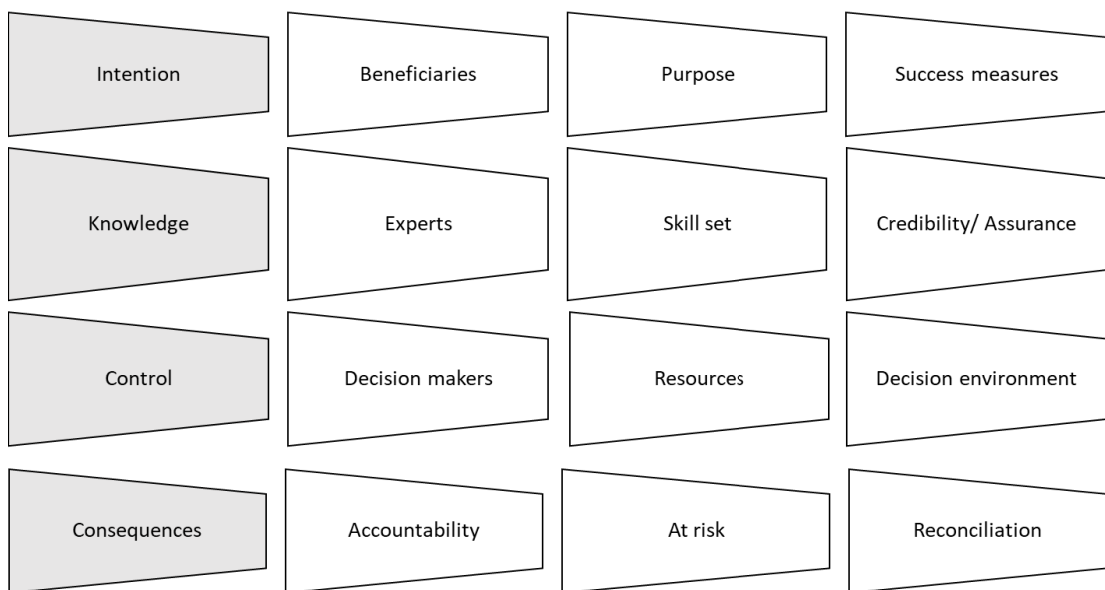 Intention
Beneficiaries
Purpose
Success measures
Knowledge
Experts
Skill set
Credibility/ Assurance
Control
Decision makers
Resources
Decision environment
Consequences
Accountability
At risk
Reconciliation